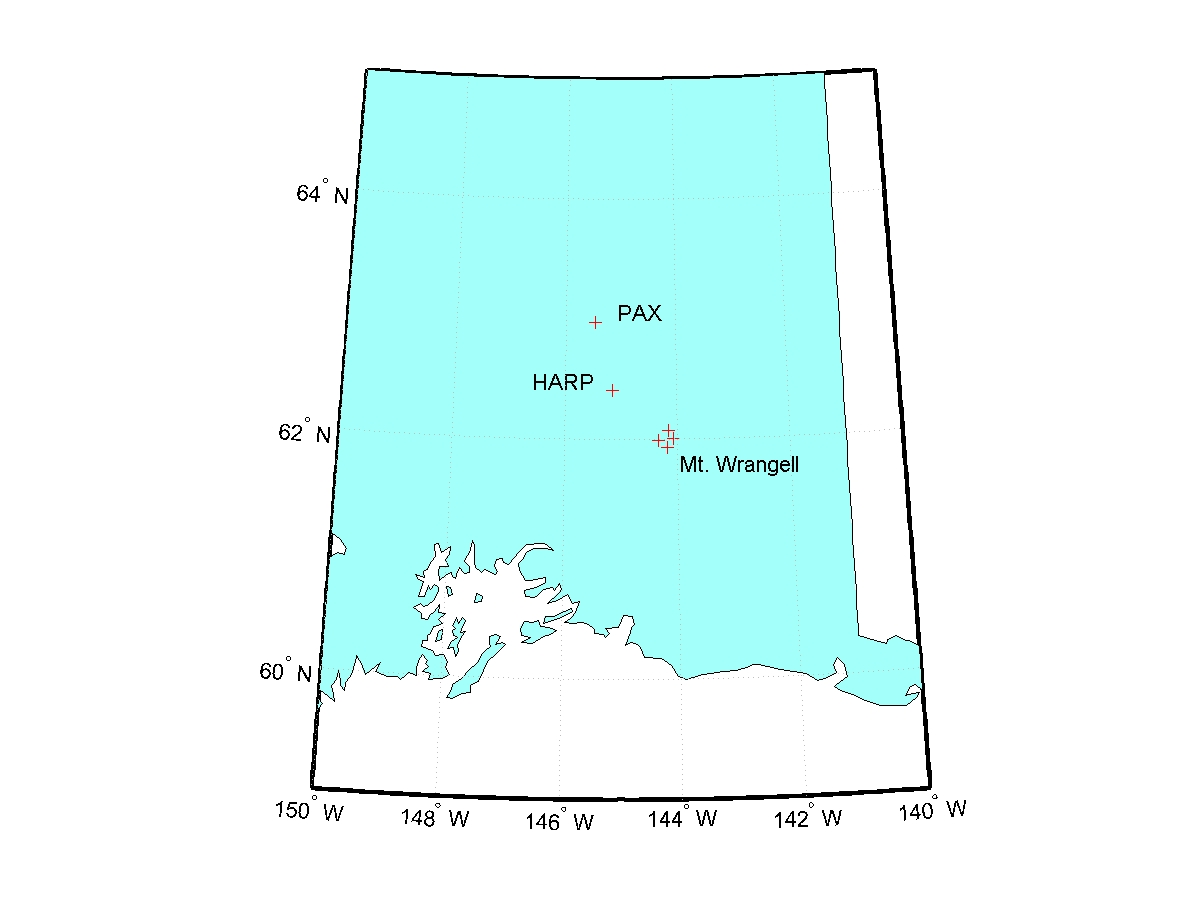 64° N
PAX
HARP
62° N
Mt. Wrangell
60° N
150° W
148° W
146° W
144° W
142° W
140° W